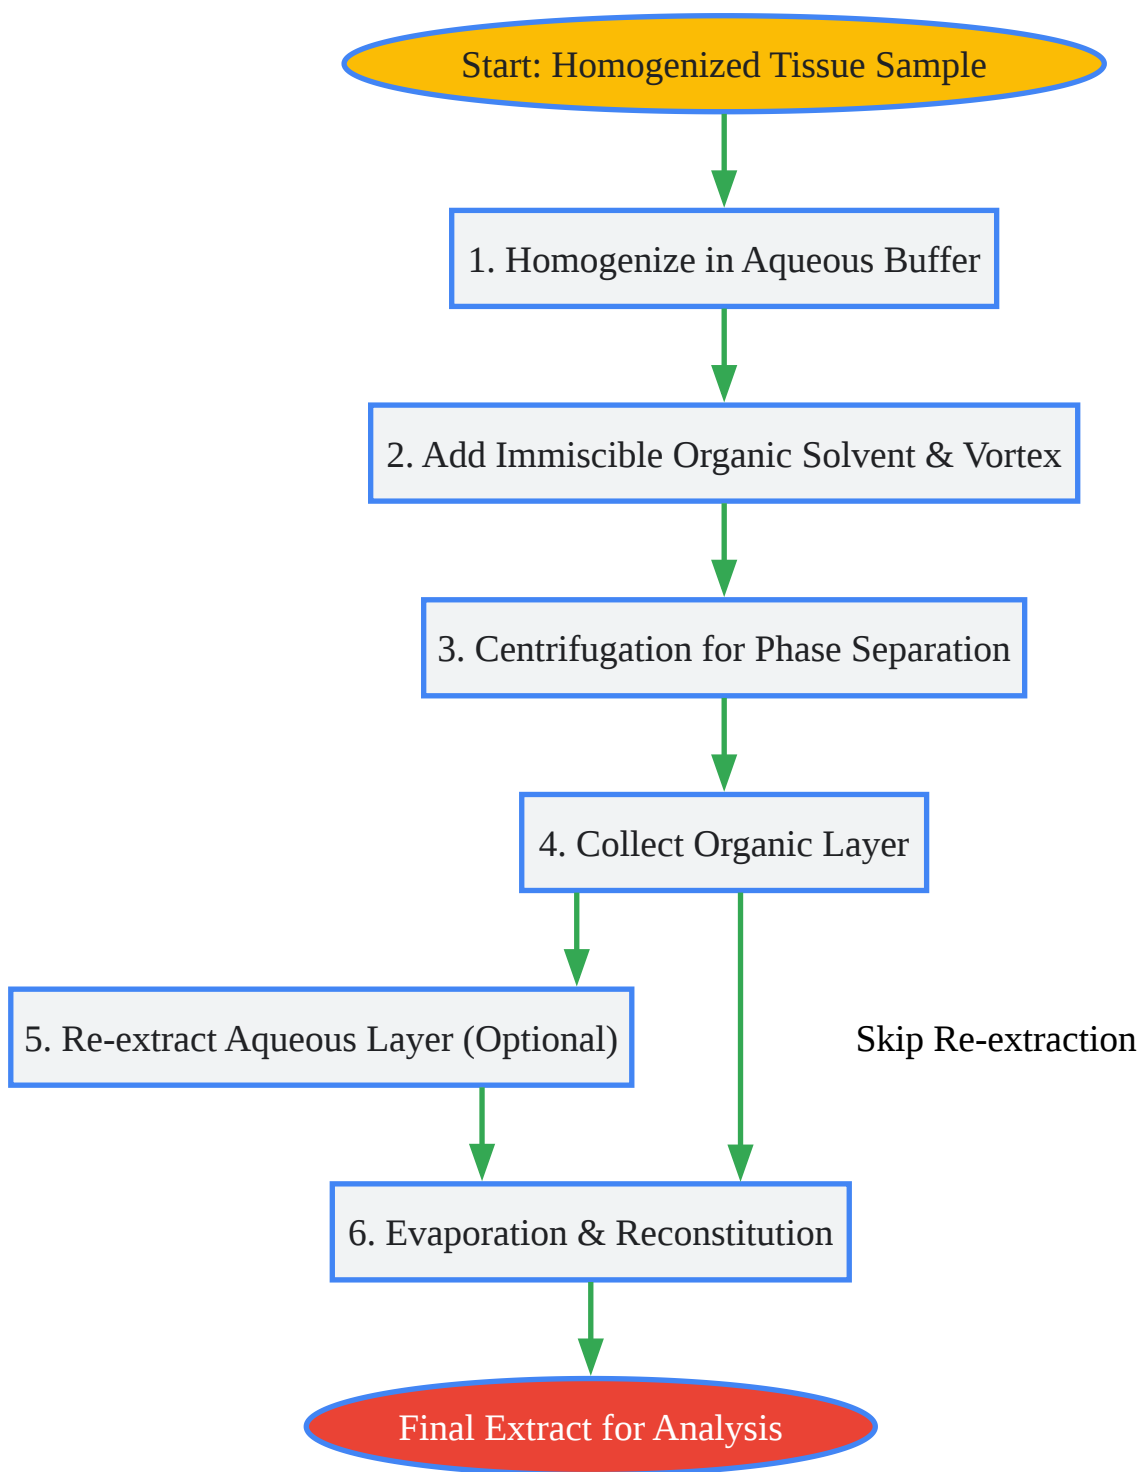 Start: Homogenized Tissue Sample
1. Homogenize in Aqueous Buffer
2. Add Immiscible Organic Solvent & Vortex
3. Centrifugation for Phase Separation
4. Collect Organic Layer
5. Re-extract Aqueous Layer (Optional)
Skip Re-extraction
6. Evaporation & Reconstitution
Final Extract for Analysis